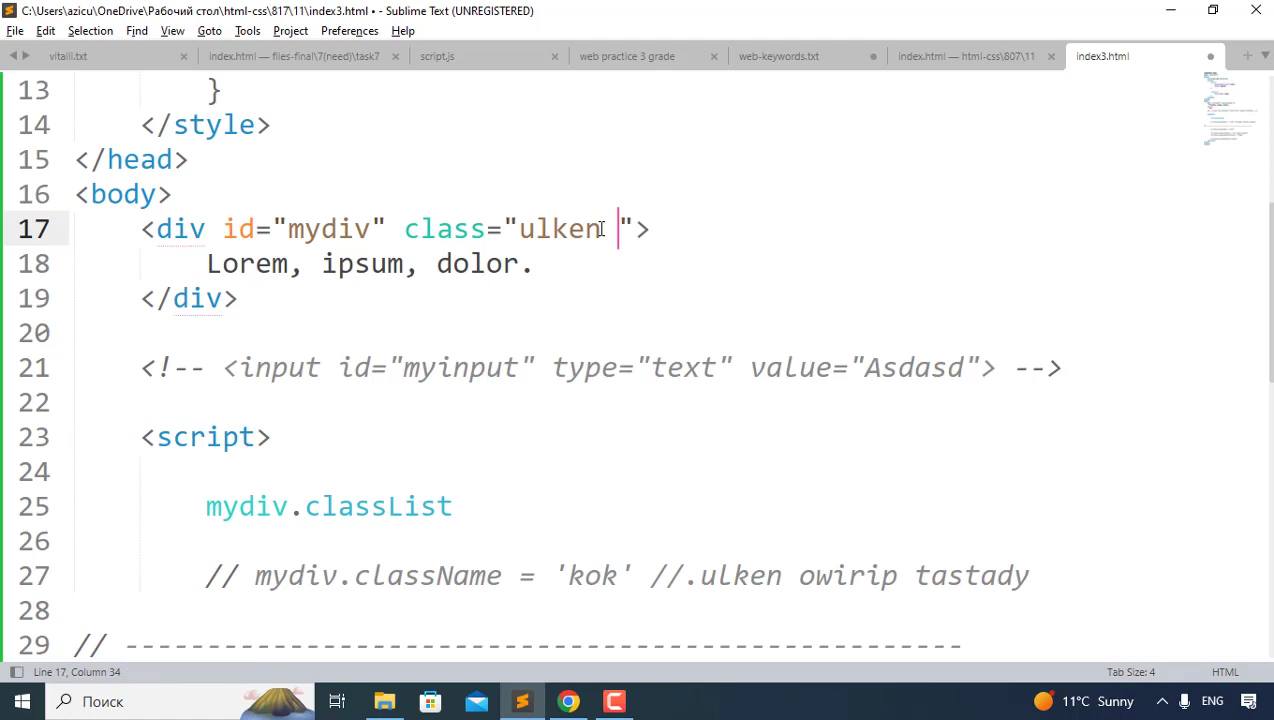 C:\Users\azicu\OneDrive\Рабочий стол\html-css\817\11\index3.html • - Sublime Text (UNREGISTERED)
File Edit Selection Find View Goto Tools Project Preferences Help
vitalii.txt index.html — files-final\7(need)\task7 script.js web practice 3 grade web-keywords.txt index.html — html-css\807\11 index3.html
13 }
14 </style>
15 </head>
16 <body>
17 <div id="mydiv" class="ulken ">
18 Lorem, ipsum, dolor.
19 </div>
20
21 <!-- <input id="myinput" type="text" value="Asdasd"> -->
22
23 <script>
24
25 mydiv.classList
26
27 // mydiv.className = 'kok' //.ulken owirip tastady
28
29 // ---------------------------------------------------
Line 17, Column 34 Tab Size: 4 HTML
Поиск 11°C Sunny ENG